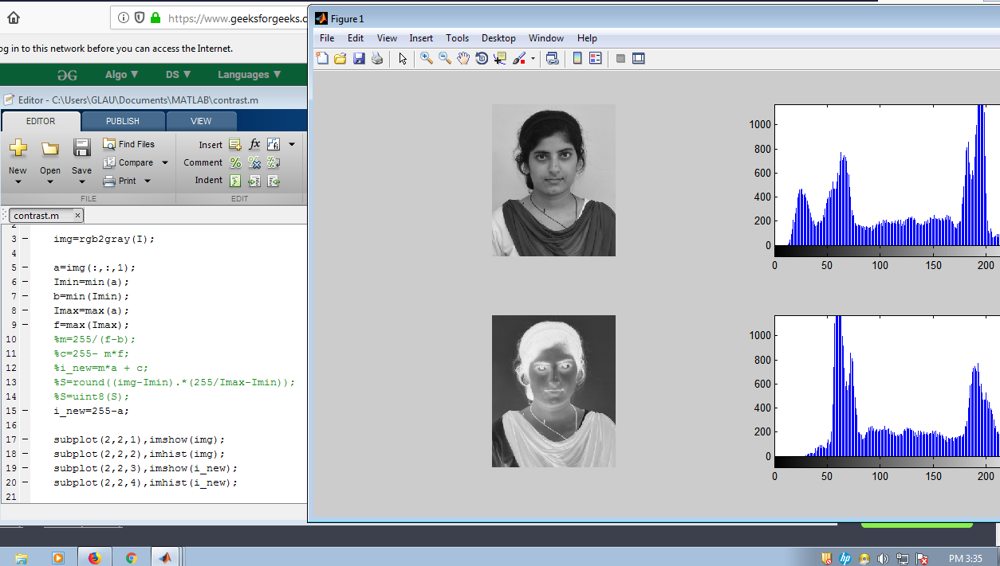 https://www.geeksforgeeks.o
og in to this network before you can access the Internet.
Algo ▼ DS ▼ Languages ▼
Editor - C:\Users\GLAU\Documents\MATLAB\contrast.m
EDITOR PUBLISH VIEW
New Open Save
Find Files
Compare
Print
FILE
Insert
Comment
Indent
EDIT
contrast.m
2
3 img=rgb2gray(I);
4
5 a=img(:,:,1);
6 Imin=min(a);
7 b=min(Imin);
8 Imax=max(a);
9 f=max(Imax);
10 %m=255/(f-b);
11 %c=255- m*f;
12 %i_new=m*a + c;
13 %S=round((img-Imin).*(255/Imax-Imin));
14 %S=uint8(S);
15 i_new=255-a;
16
17 subplot(2,2,1),imshow(img);
18 subplot(2,2,2),imhist(img);
19 subplot(2,2,3),imshow(i_new);
20 subplot(2,2,4),imhist(i_new);
21
Figure 1
File Edit View Insert Tools Desktop Window Help
1000
800
600
400
200
0
0 50 100 150 200
1000
800
600
400
200
0
0 50 100 150 200
PM 3:35